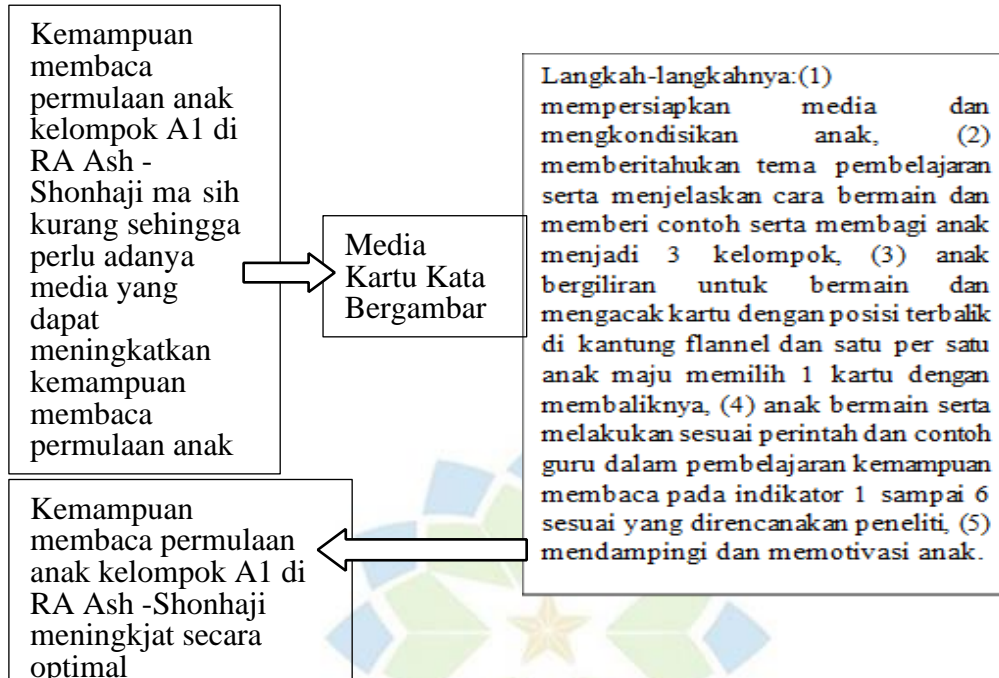 Kemampuan
membaca
permulaan anak
kelompok A1 di
RA Ash -
Shonhaji ma sih
kurang sehingga
perlu adanya
media yang
dapat
meningkatkan
kemampuan
membaca
permulaan anak
Media
Kartu Kata
Bergambar
Langkah-langkahnya:(1)
mempersiapkan media dan
mengkondisikan anak, (2)
memberitahukan tema pembelajaran
serta menjelaskan cara bermain dan
memberi contoh serta membagi anak
menjadi 3 kelompok, (3) anak
bergiliran untuk bermain dan
mengacak kartu dengan posisi terbalik
di kantung flannel dan satu per satu
anak maju memilih 1 kartu dengan
membaliknya, (4) anak bermain serta
melakukan sesuai perintah dan contoh
guru dalam pembelajaran kemampuan
membaca pada indikator 1 sampai 6
sesuai yang direncanakan peneliti, (5)
mendampingi dan memotivasi anak.
Kemampuan
membaca permulaan
anak kelompok A1 di
RA Ash -Shonhaji
meningkjat secara
optimal